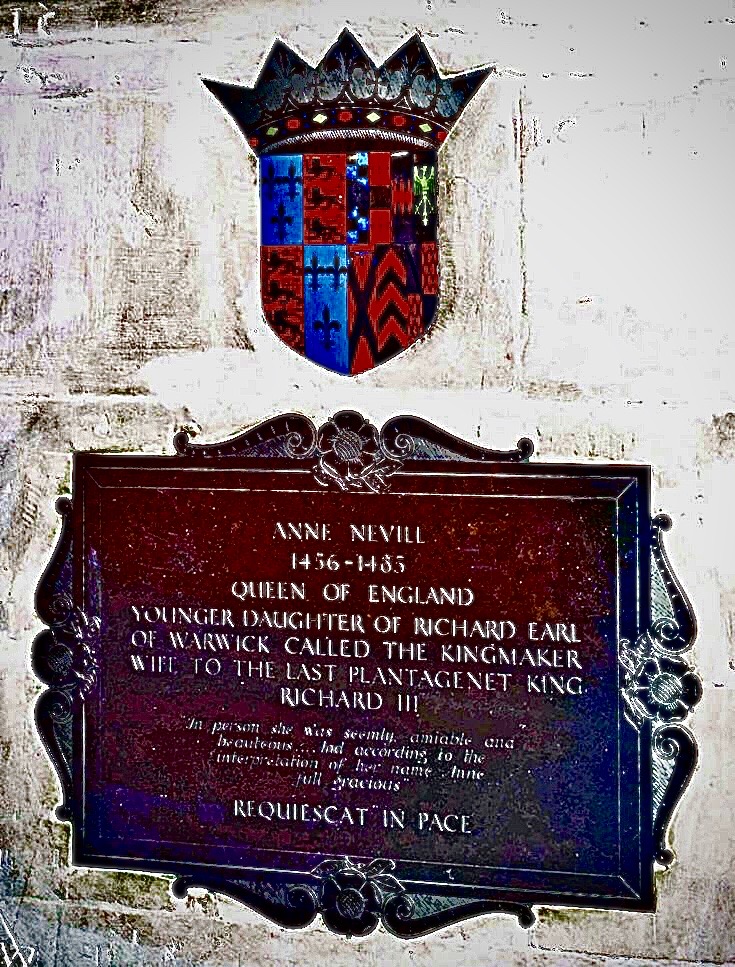 ANNE NEVILL
1456-1485
QUEEN OF ENGLAND
YOUNGER DAUGHTER OF RICHARD EARL
OF WARWICK CALLED THE KINGMAKER
WIFE TO THE LAST PLANTAGENET KING
RICHARD III
"In person she was seemly, amiable and
beauteous... And according to the
interpretation of her name Anne
full gracious"
REQUIESCAT IN PACE